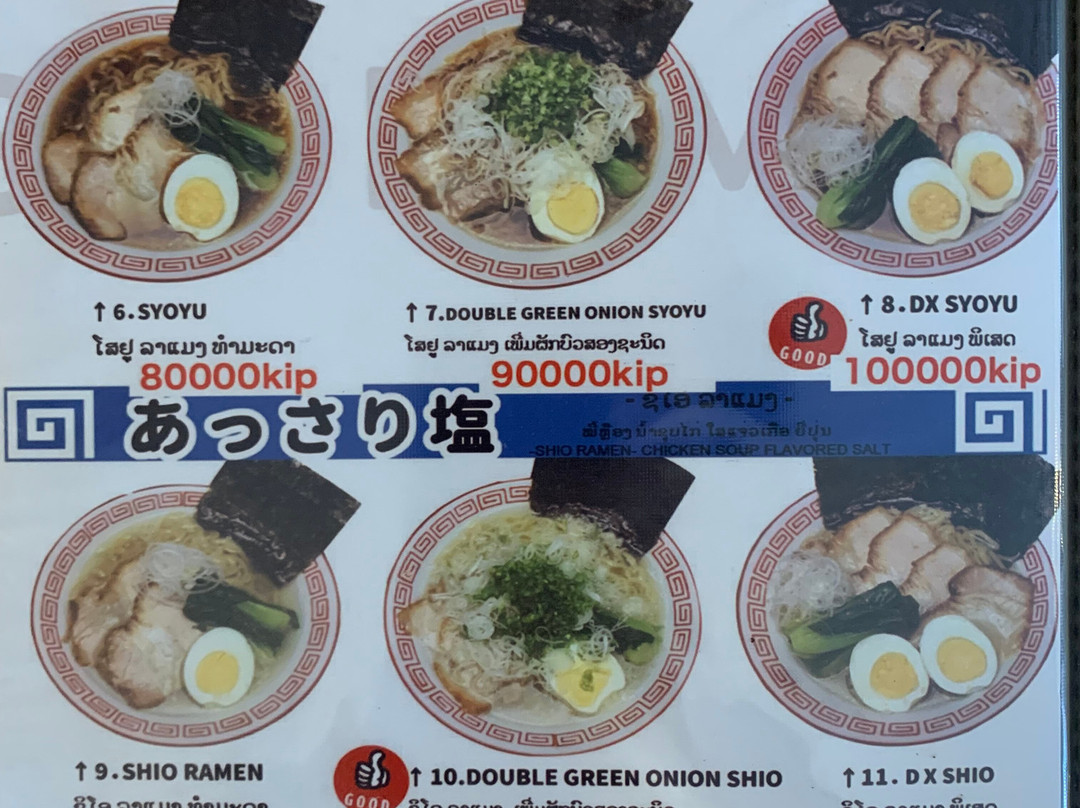 ↑ 6.SYOYU
ໂສຢູ ລາແມງ ທຳມະດາ
80000kip
↑ 7.DOUBLE GREEN ONION SYOYU
ໂສຢູ ລາແມງ ເພີ່ມຜັກບົວສອງຊະນິດ
90000kip
GOOD
↑ 8.DX SYOYU
ໂສຢູ ລາແມງ ພິເສດ
100000kip
あっさり塩
- ຊິໂອ ລາແມງ -
-SHIO RAMEN- CHICKEN SOUP FLAVORED SALT
↑ 9.SHIO RAMEN
GOOD
↑ 10.DOUBLE GREEN ONION SHIO
↑ 11. DX SHIO